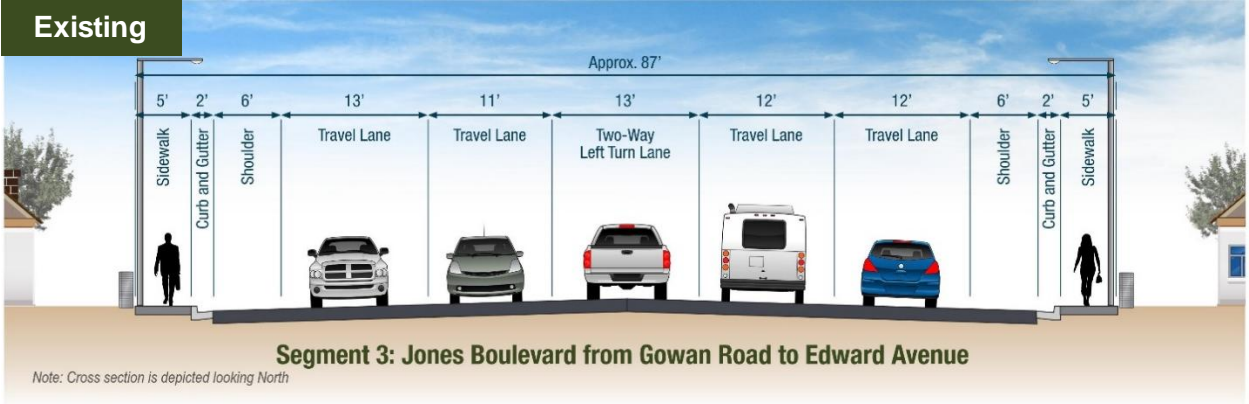 Existing
Approx. 87’
5’ 2’ 6’ 13’ 11’ 13’ 12’ 12’ 6’ 2’ 5’
Sidewalk
Curb and Gutter
Shoulder
Travel Lane
Travel Lane
Two-Way
Left Turn Lane
Travel Lane
Travel Lane
Shoulder
Curb and Gutter
Sidewalk
Segment 3: Jones Boulevard from Gowan Road to Edward Avenue
Note: Cross section is depicted looking North